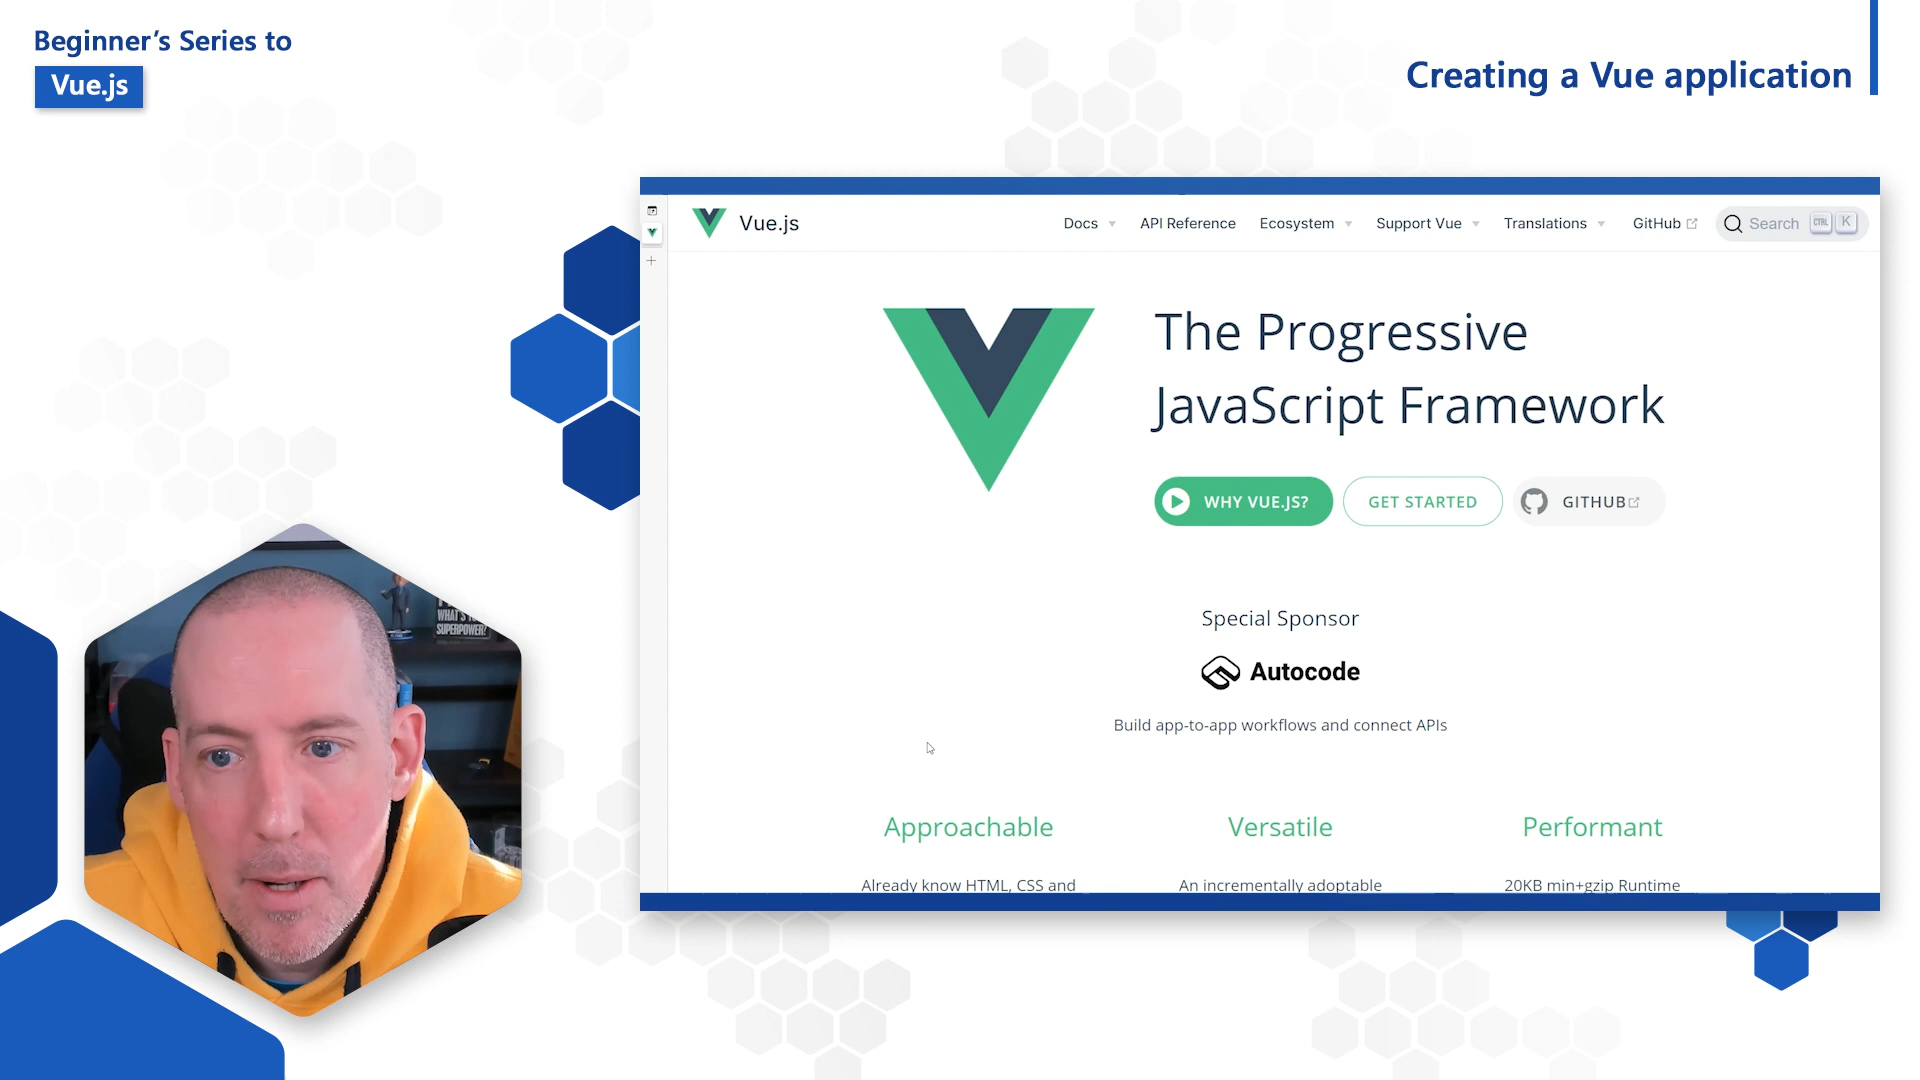 Beginner's Series to
Vue.js
Creating a Vue application
Vue.js
Docs
API Reference
Ecosystem
Support Vue
Translations
GitHub
Search
CTRL
K
The Progressive
JavaScript Framework
WHY VUE.JS?
GET STARTED
GITHUB
Special Sponsor
Autocode
Build app-to-app workflows and connect APIs
Approachable
Versatile
Performant
Already know HTML, CSS and
An incrementally adoptable
20KB min+gzip Runtime
SUPERPOWER?